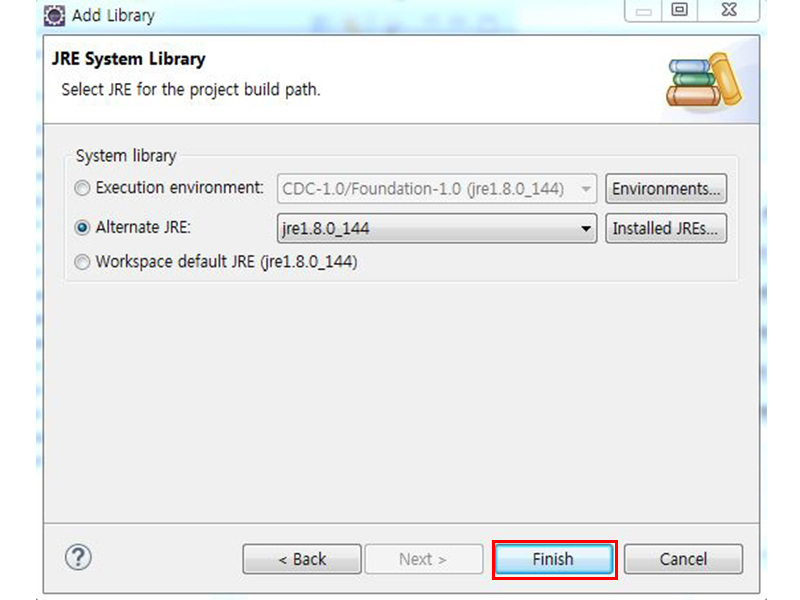 Add Library
JRE System Library
Select JRE for the project build path.
System library
Execution environment: CDC-1.0/Foundation-1.0 (jre1.8.0_144) Environments...
Alternate JRE: jre1.8.0_144 Installed JREs...
Workspace default JRE (jre1.8.0_144)
? < Back Next > Finish Cancel